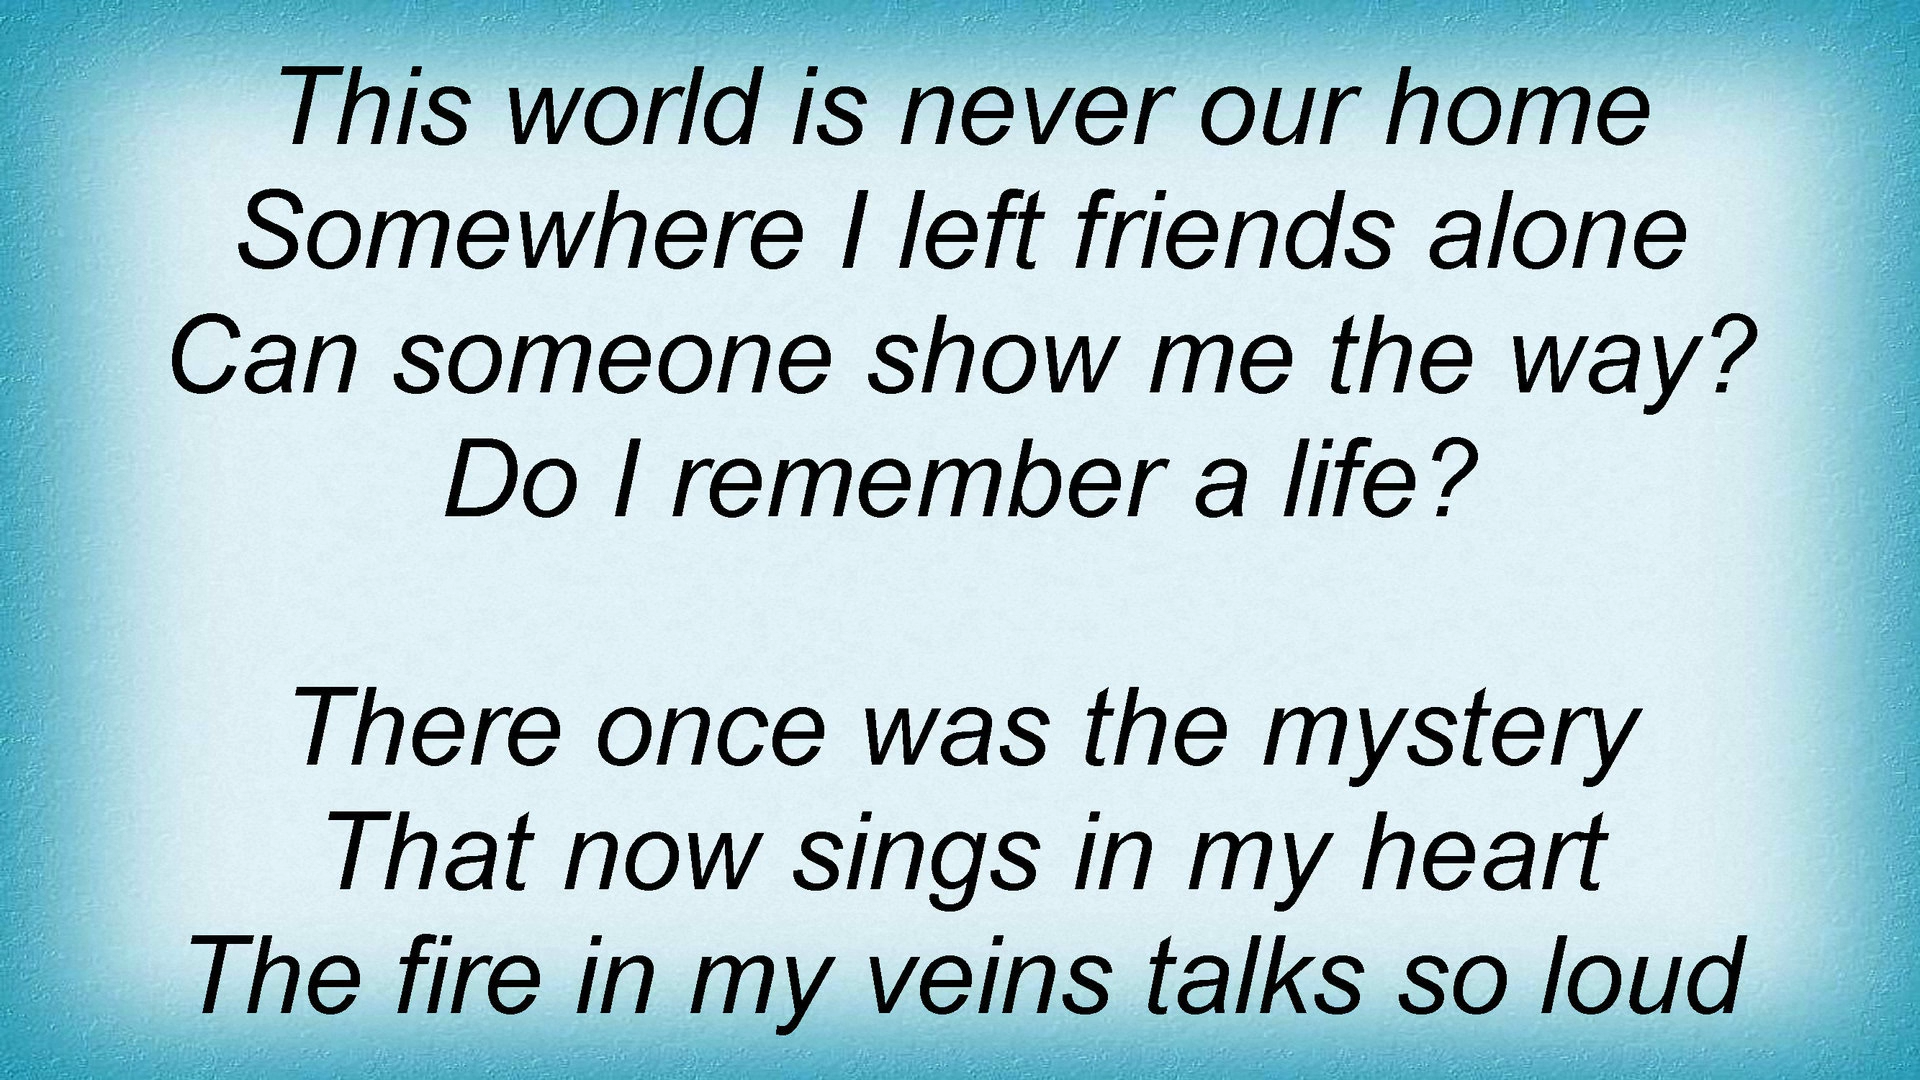 This world is never our home
Somewhere I left friends alone
Can someone show me the way?
Do I remember a life?
There once was the mystery
That now sings in my heart
The fire in my veins talks so loud